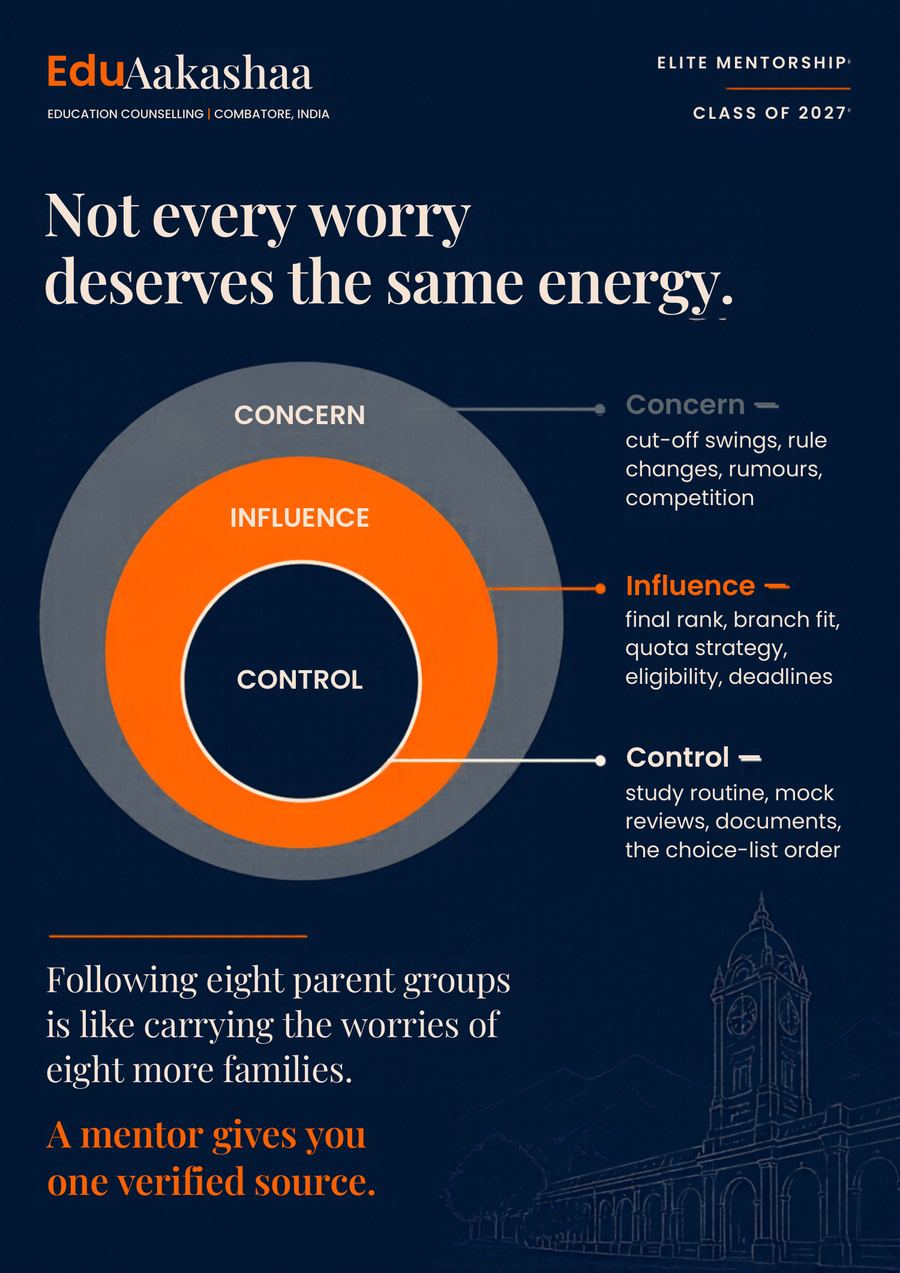 EduAakashaa
EDUCATION COUNSELLING | COMBATORE, INDIA
ELITE MENTORSHIP
CLASS OF 2027
Not every worry
deserves the same energy.
CONCERN
INFLUENCE
CONTROL
Concern —
cut-off swings, rule
changes, rumours,
competition
Influence —
final rank, branch fit,
quota strategy,
eligibility, deadlines
Control —
study routine, mock
reviews, documents,
the choice-list order
Following eight parent groups
is like carrying the worries of
eight more families.
A mentor gives you
one verified source.